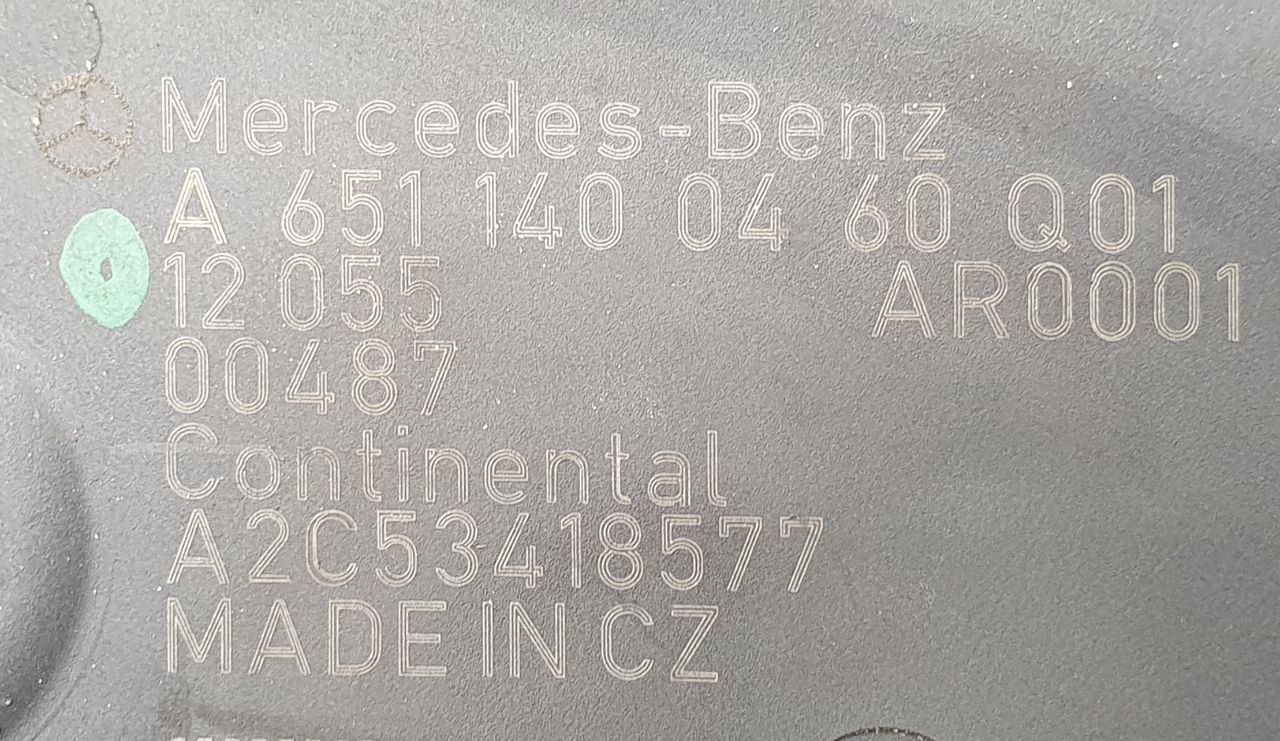 Mercedes-Benz
A 651 140 04 60 Q01
12 055 AR0001
00487
Continental
A2C53418577
MADE IN CZ